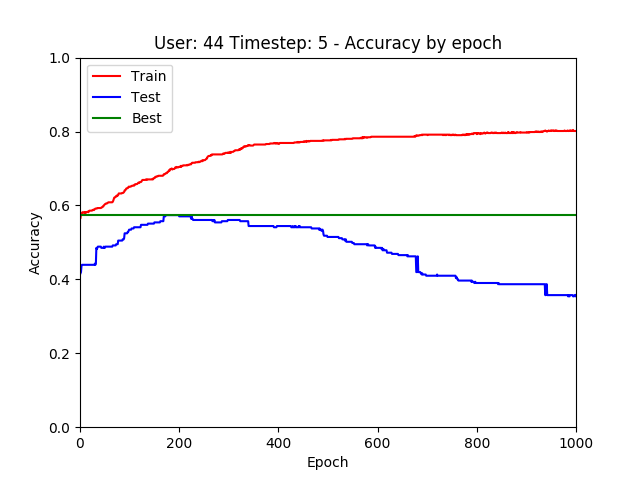 User: 44 Timestep: 5 - Accuracy by epoch
Train
Test
Best
1.0
0.8
0.6
0.4
0.2
0.0
Accuracy
0 200 400 600 800 1000
Epoch